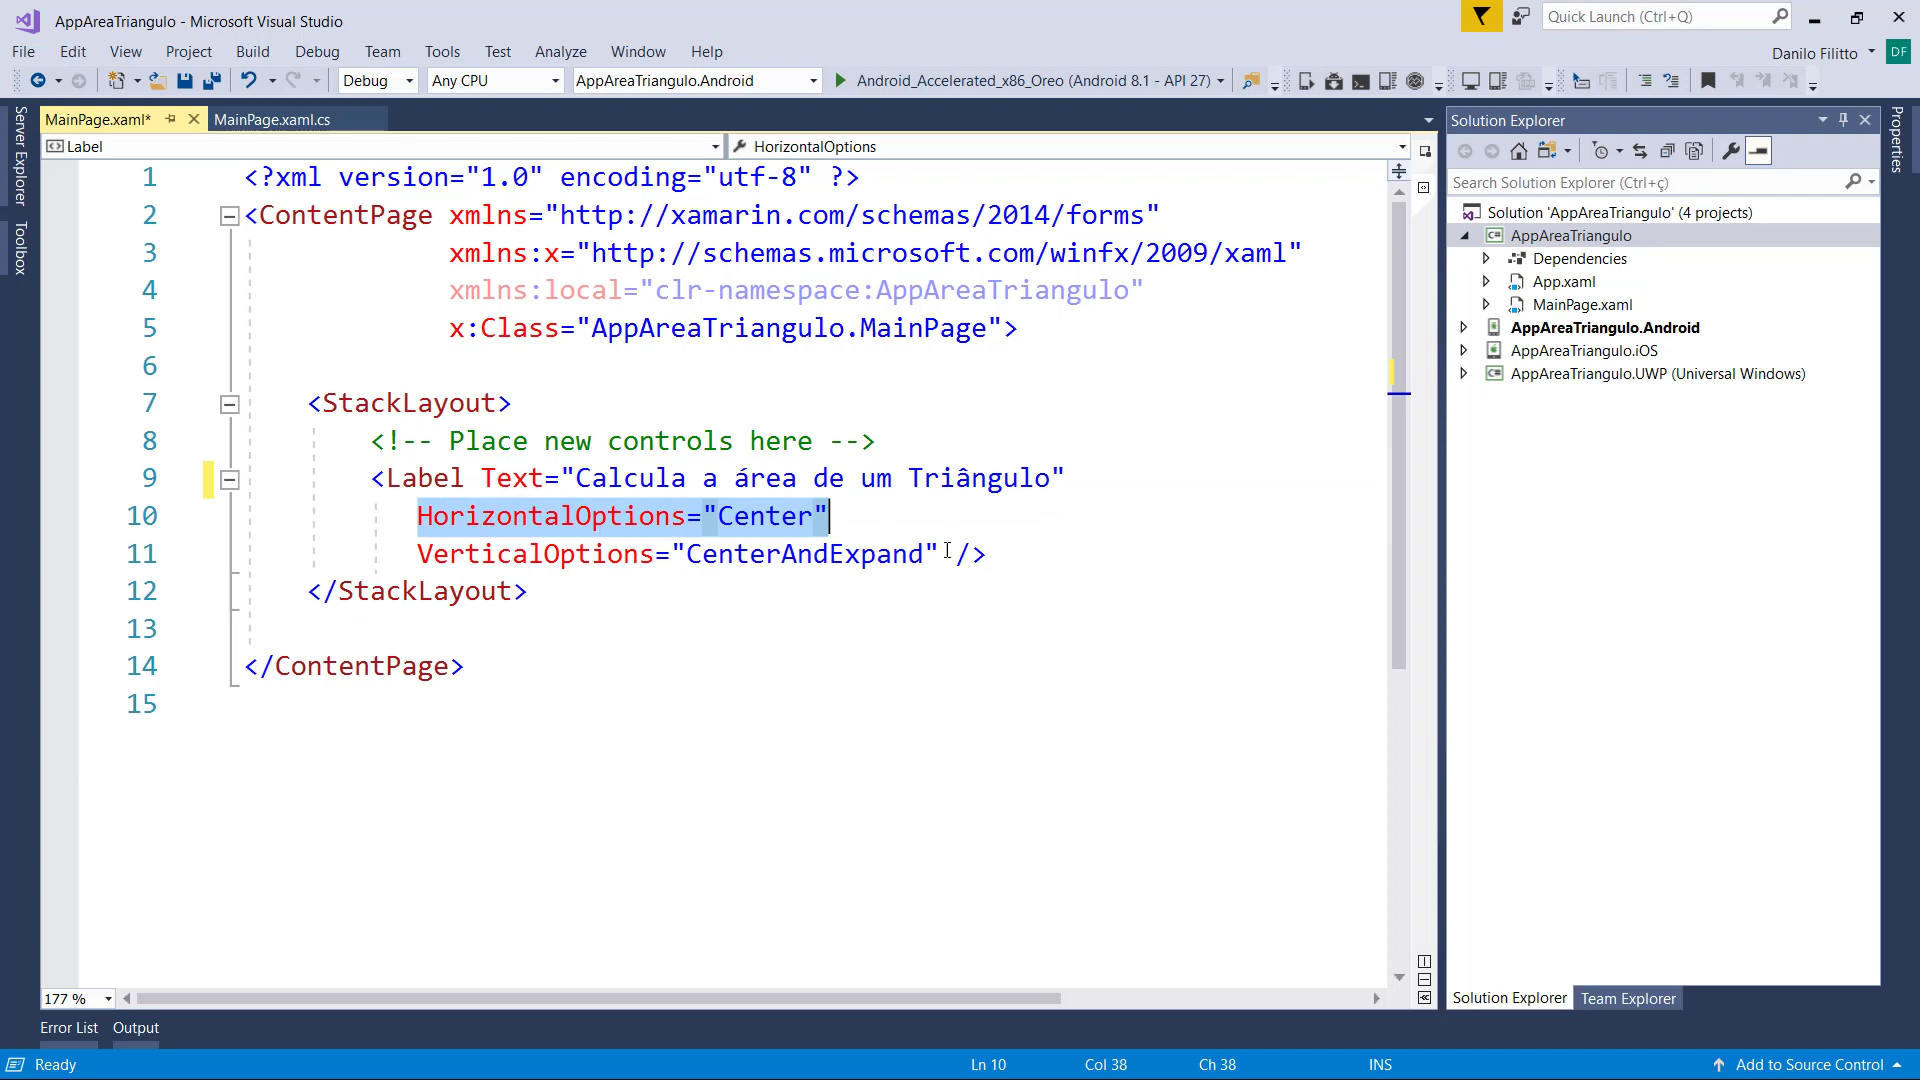 AppAreaTriangulo - Microsoft Visual Studio
Quick Launch (Ctrl+Q)
File Edit View Project Build Debug Team Tools Test Analyze Window Help
Danilo Filitto DF
Debug Any CPU AppAreaTriangulo.Android Android_Accelerated_x86_Oreo (Android 8.1 - API 27)
Server Explorer
Toolbox
MainPage.xaml* MainPage.xaml.cs
Label HorizontalOptions
1 <?xml version="1.0" encoding="utf-8" ?>
2 <ContentPage xmlns="http://xamarin.com/schemas/2014/forms"
3 xmlns:x="http://schemas.microsoft.com/winfx/2009/xaml"
4 xmlns:local="clr-namespace:AppAreaTriangulo"
5 x:Class="AppAreaTriangulo.MainPage">
6
7 <StackLayout>
8 <!-- Place new controls here -->
9 <Label Text="Calcula a área de um Triângulo"
10 HorizontalOptions="Center"
11 VerticalOptions="CenterAndExpand" />
12 </StackLayout>
13
14 </ContentPage>
15
177 %
Solution Explorer
Search Solution Explorer (Ctrl+ç)
Solution 'AppAreaTriangulo' (4 projects)
C# AppAreaTriangulo
Dependencies
App.xaml
MainPage.xaml
AppAreaTriangulo.Android
AppAreaTriangulo.iOS
C# AppAreaTriangulo.UWP (Universal Windows)
Solution Explorer Team Explorer
Properties
Error List Output
Ready Ln 10 Col 38 Ch 38 INS Add to Source Control